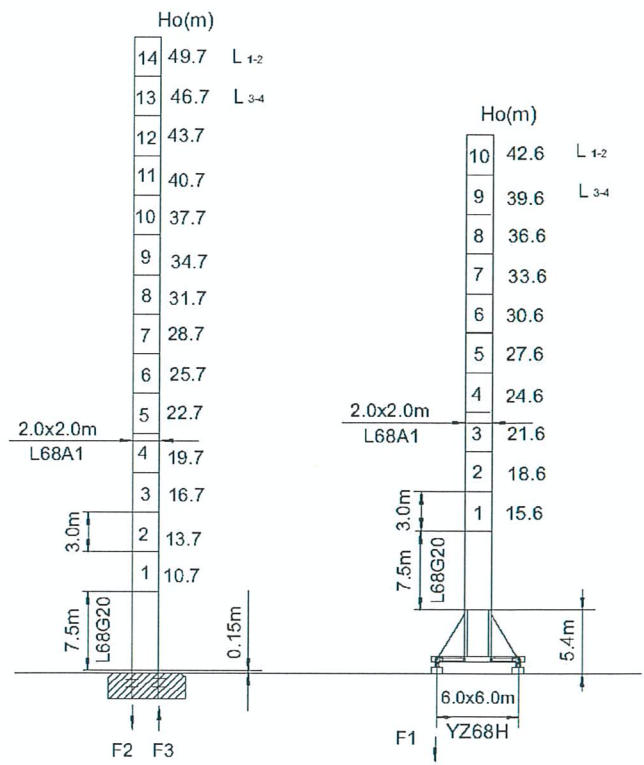 Ho(m)
14 49.7 L 1-2
13 46.7 L 3-4
12 43.7
11 40.7
10 37.7
9 34.7
8 31.7
7 28.7
6 25.7
5 22.7
2.0x2.0m
L68A1
4 19.7
3 16.7
3.0m
2 13.7
1 10.7
7.5m
L68G20
0.15m
F2 F3
Ho(m)
10 42.6 L 1-2
9 39.6 L 3-4
8 36.6
7 33.6
6 30.6
5 27.6
4 24.6
2.0x2.0m
L68A1
3 21.6
2 18.6
3.0m
1 15.6
7.5m
L68G20
5.4m
6.0x6.0m
YZ68H
F1